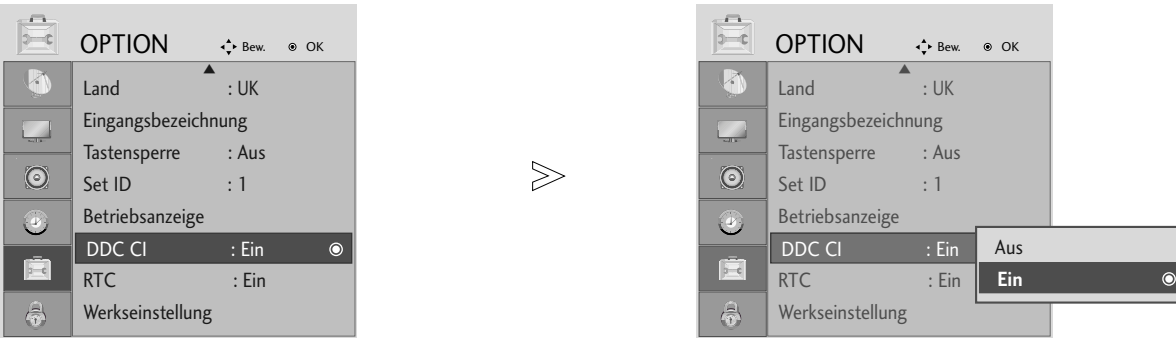 OPTION Bew. OK
Land : UK
Eingangsbezeichnung
Tastensperre : Aus
Set ID : 1
Betriebsanzeige
DDC CI : Ein
RTC : Ein
Werkseinstellung
OPTION Bew. OK
Land : UK
Eingangsbezeichnung
Tastensperre : Aus
Set ID : 1
Betriebsanzeige
DDC CI : Ein
RTC : Ein
Werkseinstellung
Aus
Ein